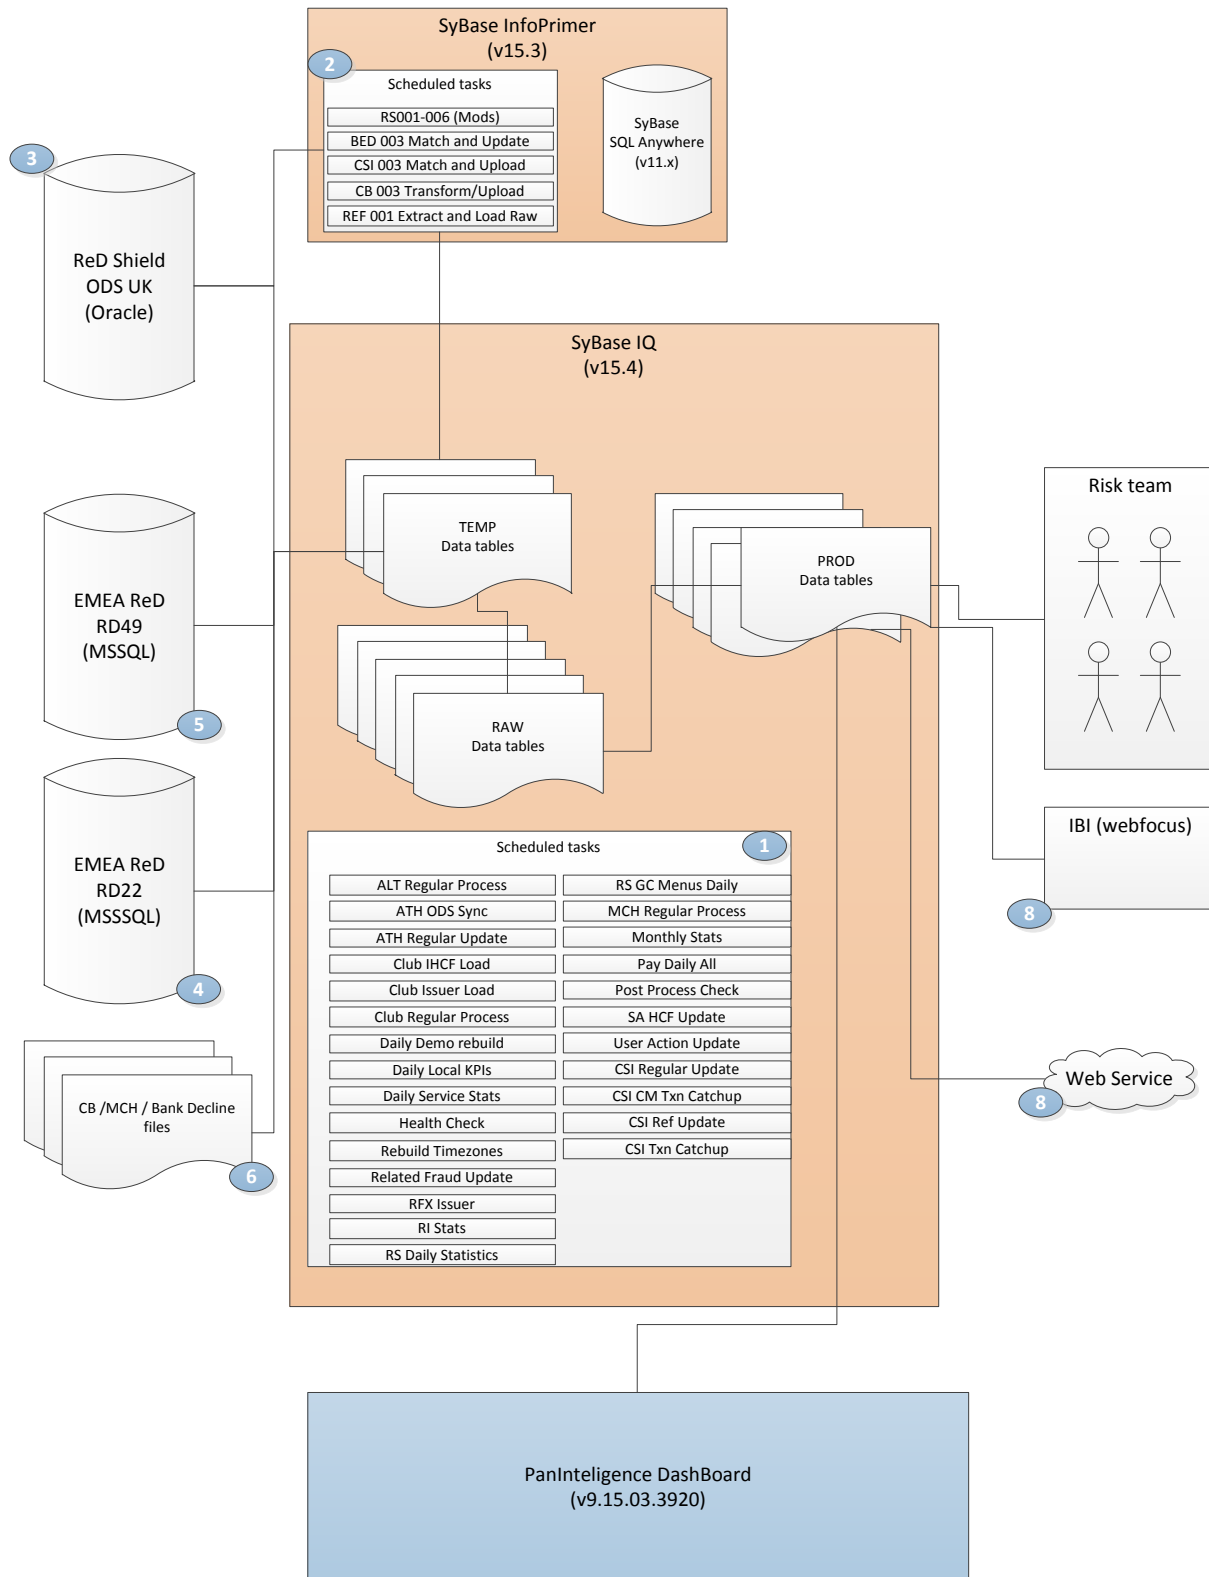 SyBase InfoPrimer
(v15.3)
2
Scheduled tasks
RS001-006 (Mods)
BED 003 Match and Update
CSI 003 Match and Upload
CB 003 Transform/Upload
REF 001 Extract and Load Raw
SyBase
SQL Anywhere
(v11.x)
3
ReD Shield
ODS UK
(Oracle)
SyBase IQ
(v15.4)
TEMP
Data tables
PROD
Data tables
RAW
Data tables
Risk team
EMEA ReD
RD49
(MSSQL)
5
EMEA ReD
RD22
(MSSSQL)
4
IBI (webfocus)
8
Scheduled tasks
1
ALT Regular Process
ATH ODS Sync
ATH Regular Update
Club IHCF Load
Club Issuer Load
Club Regular Process
Daily Demo rebuild
Daily Local KPIs
Daily Service Stats
Health Check
Rebuild Timezones
Related Fraud Update
RFX Issuer
RI Stats
RS Daily Statistics
RS GC Menus Daily
MCH Regular Process
Monthly Stats
Pay Daily All
Post Process Check
SA HCF Update
User Action Update
CSI Regular Update
CSI CM Txn Catchup
CSI Ref Update
CSI Txn Catchup
CB /MCH / Bank Decline
files
6
Web Service
8
PanInteligence DashBoard
(v9.15.03.3920)